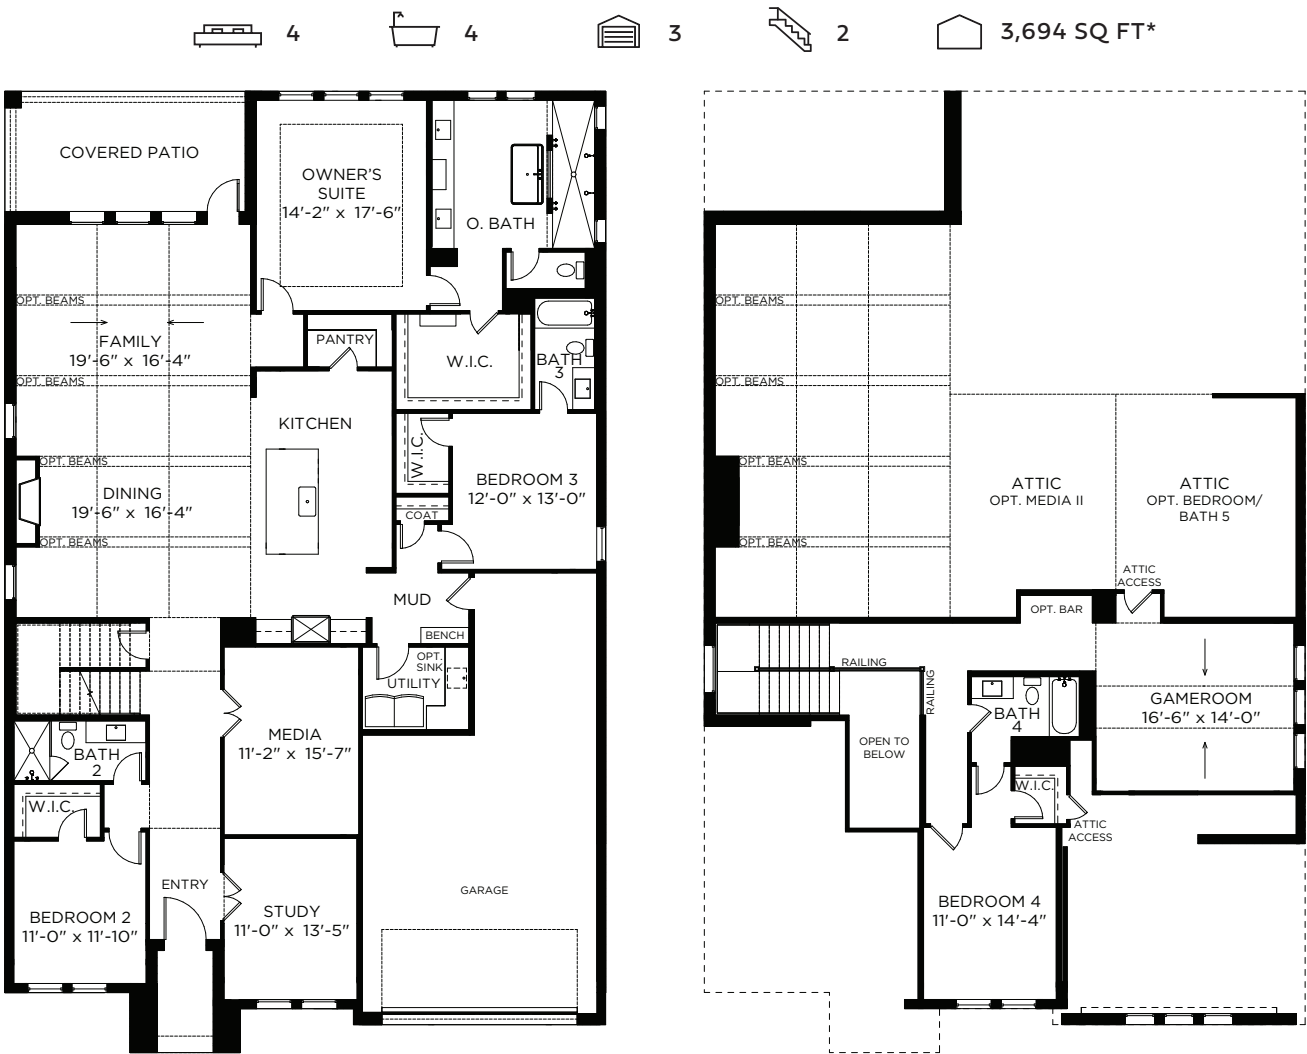 4
4
3
2
3,694 SQ FT*
COVERED PATIO
OWNER'S
SUITE
14'-2" x 17'-6"
O. BATH
OPT. BEAMS
FAMILY
19'-6" x 16'-4"
PANTRY
W.I.C.
BATH
3
OPT. BEAMS
KITCHEN
W.I.C.
BEDROOM 3
12'-0" x 13'-0"
OPT. BEAMS
DINING
19'-6" x 16'-4"
COAT
OPT. BEAMS
MUD
BENCH
OPT.
SINK
UTILITY
MEDIA
11'-2" x 15'-7"
BATH
2
W.I.C.
ENTRY
BEDROOM 2
11'-0" x 11'-10"
STUDY
11'-0" x 13'-5"
GARAGE
OPT. BEAMS
OPT. BEAMS
OPT. BEAMS
OPT. BEAMS
ATTIC
OPT. MEDIA II
ATTIC
OPT. BEDROOM/
BATH 5
ATTIC
ACCESS
OPT. BAR
RAILING
RAILING
GAMEROOM
16'-6" x 14'-0"
BATH
4
OPEN TO
BELOW
W.I.C.
ATTIC
ACCESS
BEDROOM 4
11'-0" x 14'-4"